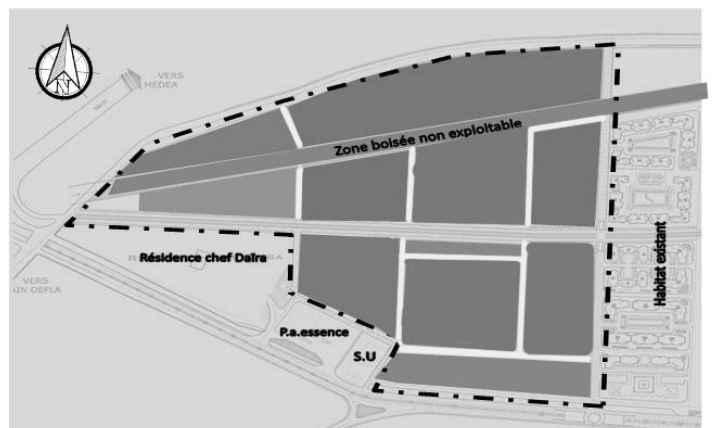 N
VERS
MEDEA
Zone boisée non exploitable
Résidence chef Daïra
Habitat existant
VERS
AIN DEFLA
P.a.essence
S.U